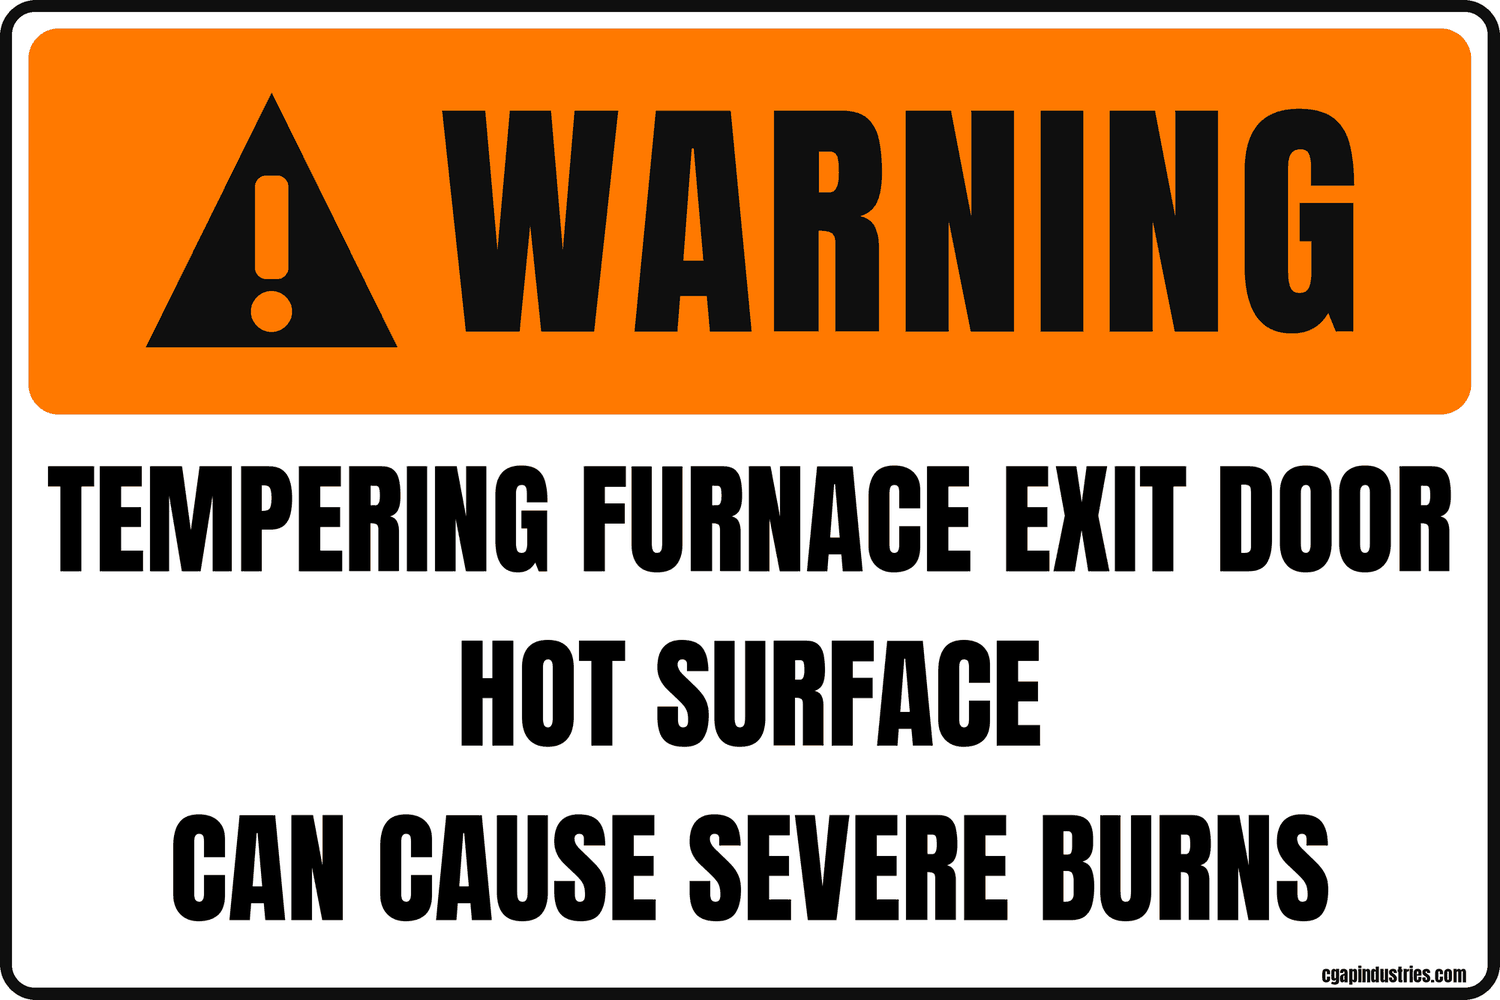 WARNING
TEMPERING FURNACE EXIT DOOR
HOT SURFACE
CAN CAUSE SEVERE BURNS
cgapindustries.com